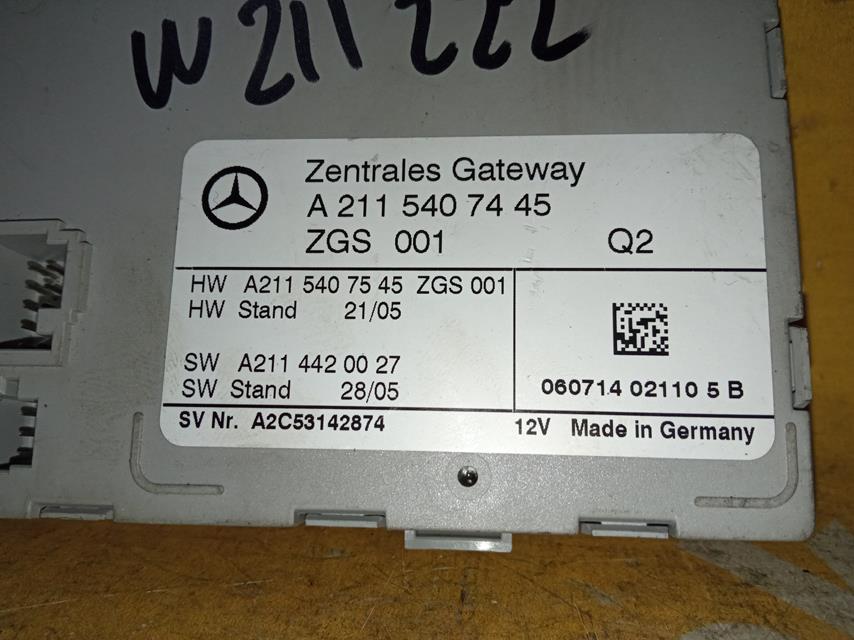 W211 272
Zentrales Gateway
A 211 540 74 45
ZGS 001 Q2
HW A211 540 75 45 ZGS 001
HW Stand 21/05
SW A211 442 00 27
SW Stand 28/05
060714 02110 5 B
SV Nr. A2C53142874
12V Made in Germany